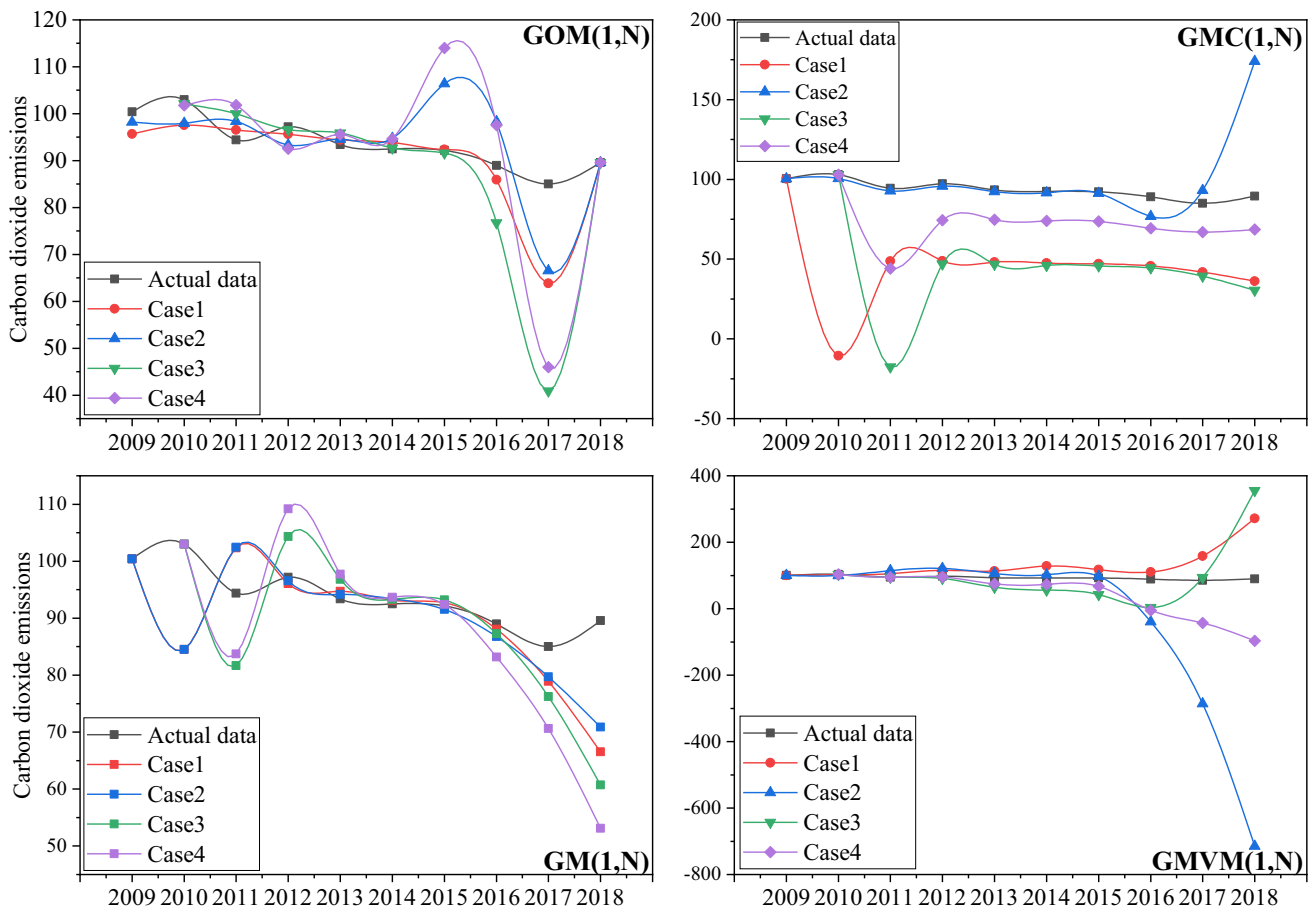 GOM(1,N)
Carbon dioxide emissions
120
110
100
90
80
70
60
50
40
Actual data
Case1
Case2
Case3
Case4
2009 2010 2011 2012 2013 2014 2015 2016 2017 2018
GMC(1,N)
200
150
100
50
0
-50
Actual data
Case1
Case2
Case3
Case4
2009 2010 2011 2012 2013 2014 2015 2016 2017 2018
Carbon dioxide emissions
110
100
90
80
70
60
50
Actual data
Case1
Case2
Case3
Case4
GM(1,N)
2009 2010 2011 2012 2013 2014 2015 2016 2017 2018
400
200
0
-200
-400
-600
-800
Actual data
Case1
Case2
Case3
Case4
GMVM(1,N)
2009 2010 2011 2012 2013 2014 2015 2016 2017 2018